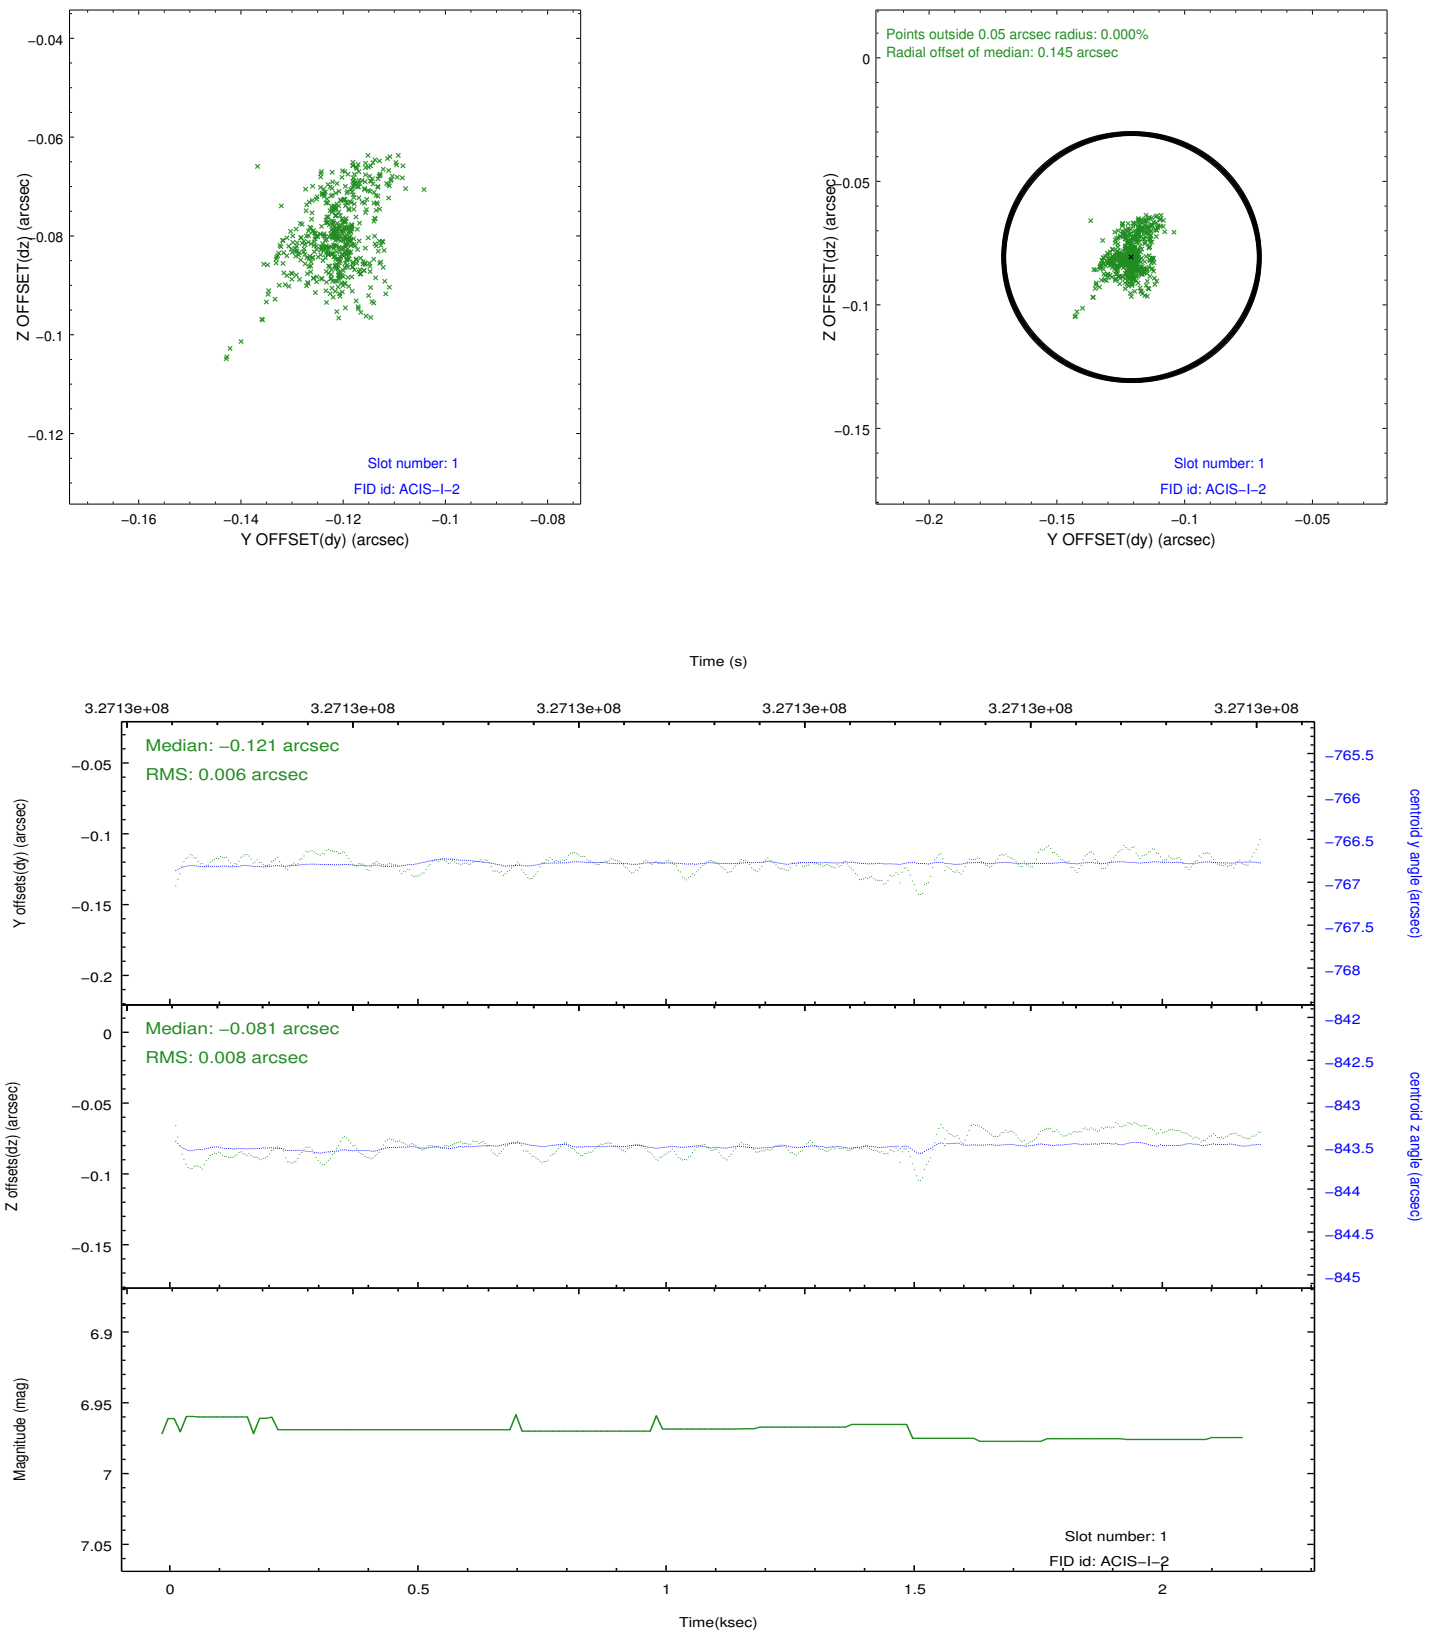 −0.04
−0.06
−0.08
−0.1
−0.12
Z OFFSET(dz) (arcsec)
Slot number: 1
FID id: ACIS−I−2
−0.16
−0.14
−0.12
−0.1
−0.08
Y OFFSET(dy) (arcsec)
Points outside 0.05 arcsec radius: 0.000%
Radial offset of median: 0.145 arcsec
0
−0.05
−0.1
−0.15
Z OFFSET(dz) (arcsec)
Slot number: 1
FID id: ACIS−I−2
−0.2
−0.15
−0.1
−0.05
Y OFFSET(dy) (arcsec)
Time (s)
3.2713e+08
3.2713e+08
3.2713e+08
3.2713e+08
3.2713e+08
3.2713e+08
Median: −0.121 arcsec
RMS: 0.006 arcsec
−0.05
−0.1
−0.15
−0.2
Y offsets(dy) (arcsec)
−765.5
−766
−766.5
−767
−767.5
−768
centroid y angle (arcsec)
Median: −0.081 arcsec
RMS: 0.008 arcsec
0
−0.05
−0.1
−0.15
Z offsets(dz) (arcsec)
−842
−842.5
−843
−843.5
−844
−844.5
−845
centroid z angle (arcsec)
6.9
6.95
7
7.05
Magnitude (mag)
Slot number: 1
FID id: ACIS−I−2
0
0.5
1
1.5
2
Time(ksec)